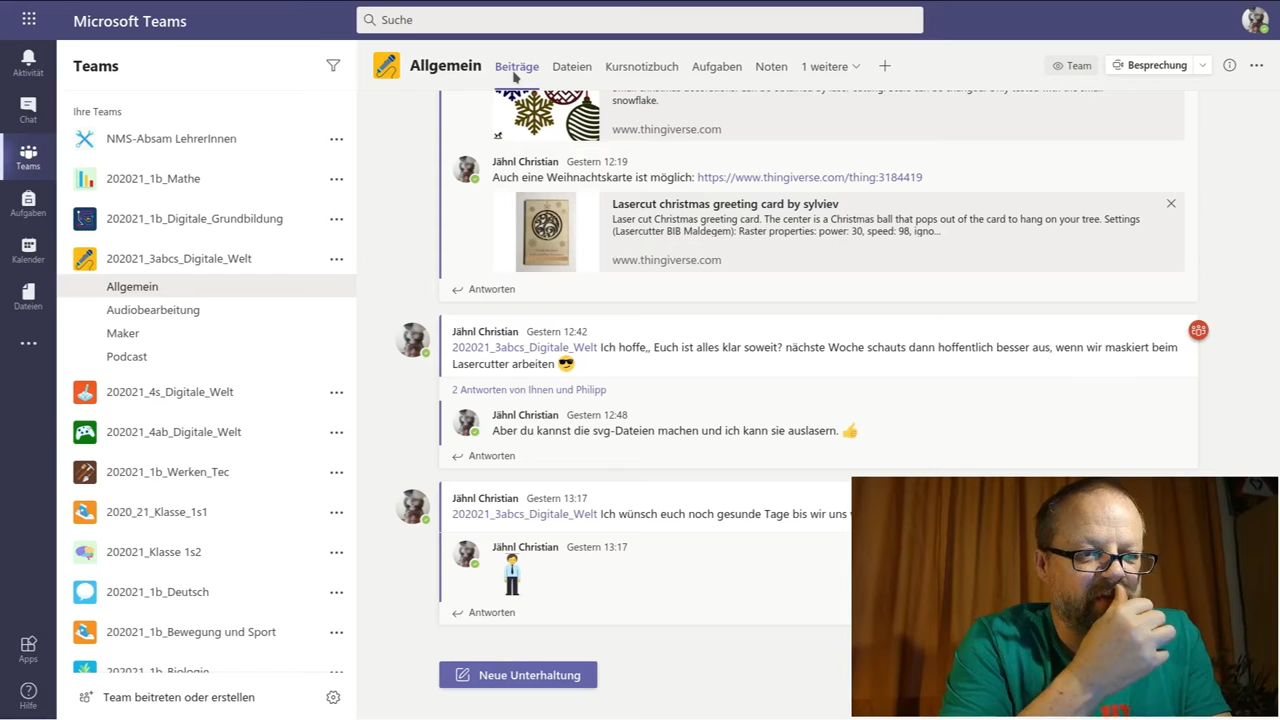 Microsoft Teams
Suche
Aktivität
Chat
Teams
Aufgaben
Kalender
Dateien
Apps
Hilfe
Teams
Ihre Teams
NMS-Absam LehrerInnen
202021_1b_Mathe
202021_1b_Digitale_Grundbildung
202021_3abcs_Digitale_Welt
Allgemein
Audiobearbeitung
Maker
Podcast
202021_4s_Digitale_Welt
202021_4ab_Digitale_Welt
202021_1b_Werken_Tec
2020_21_Klasse_1s1
202021_Klasse 1s2
202021_1b_Deutsch
202021_1b_Bewegung und Sport
202021_1b_Biologie
Team beitreten oder erstellen
Allgemein Beiträge Dateien Kursnotizbuch Aufgaben Noten 1 weitere
Team Besprechung
snowflake.
www.thingiverse.com
Jähnl Christian Gestern 12:19
Auch eine Weihnachtskarte ist möglich: https://www.thingiverse.com/thing:3184419
Lasercut christmas greeting card by sylviev
Laser cut Christmas greeting card. The center is a Christmas ball that pops out of the card to hang on your tree. Settings
(Lasercutter BIB Maldegem): Raster properties: power: 30, speed: 98, igno...
www.thingiverse.com
Antworten
Jähnl Christian Gestern 12:42
202021_3abcs_Digitale_Welt Ich hoffe,, Euch ist alles klar soweit? nächste Woche schauts dann hoffentlich besser aus, wenn wir maskiert beim
Lasercutter arbeiten
2 Antworten von Ihnen und Philipp
Jähnl Christian Gestern 12:48
Aber du kannst die svg-Dateien machen und ich kann sie auslasern.
Antworten
Jähnl Christian Gestern 13:17
202021_3abcs_Digitale_Welt Ich wünsch euch noch gesunde Tage bis wir uns
Jähnl Christian Gestern 13:17
Antworten
Neue Unterhaltung